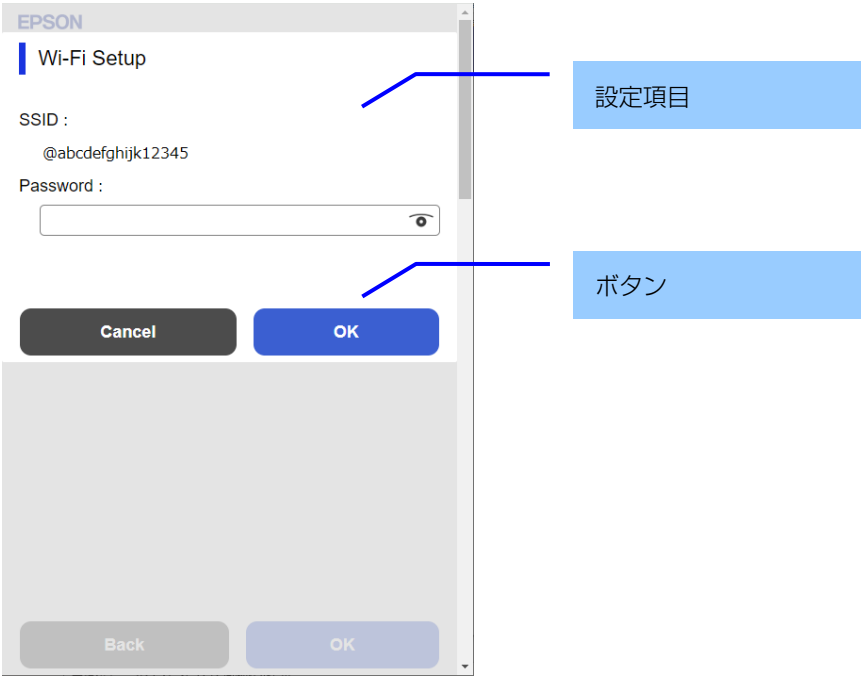 EPSON
Wi-Fi Setup
設定項目
SSID :
@abcdefghijk12345
Password :
ボタン
Cancel
OK
Back
OK